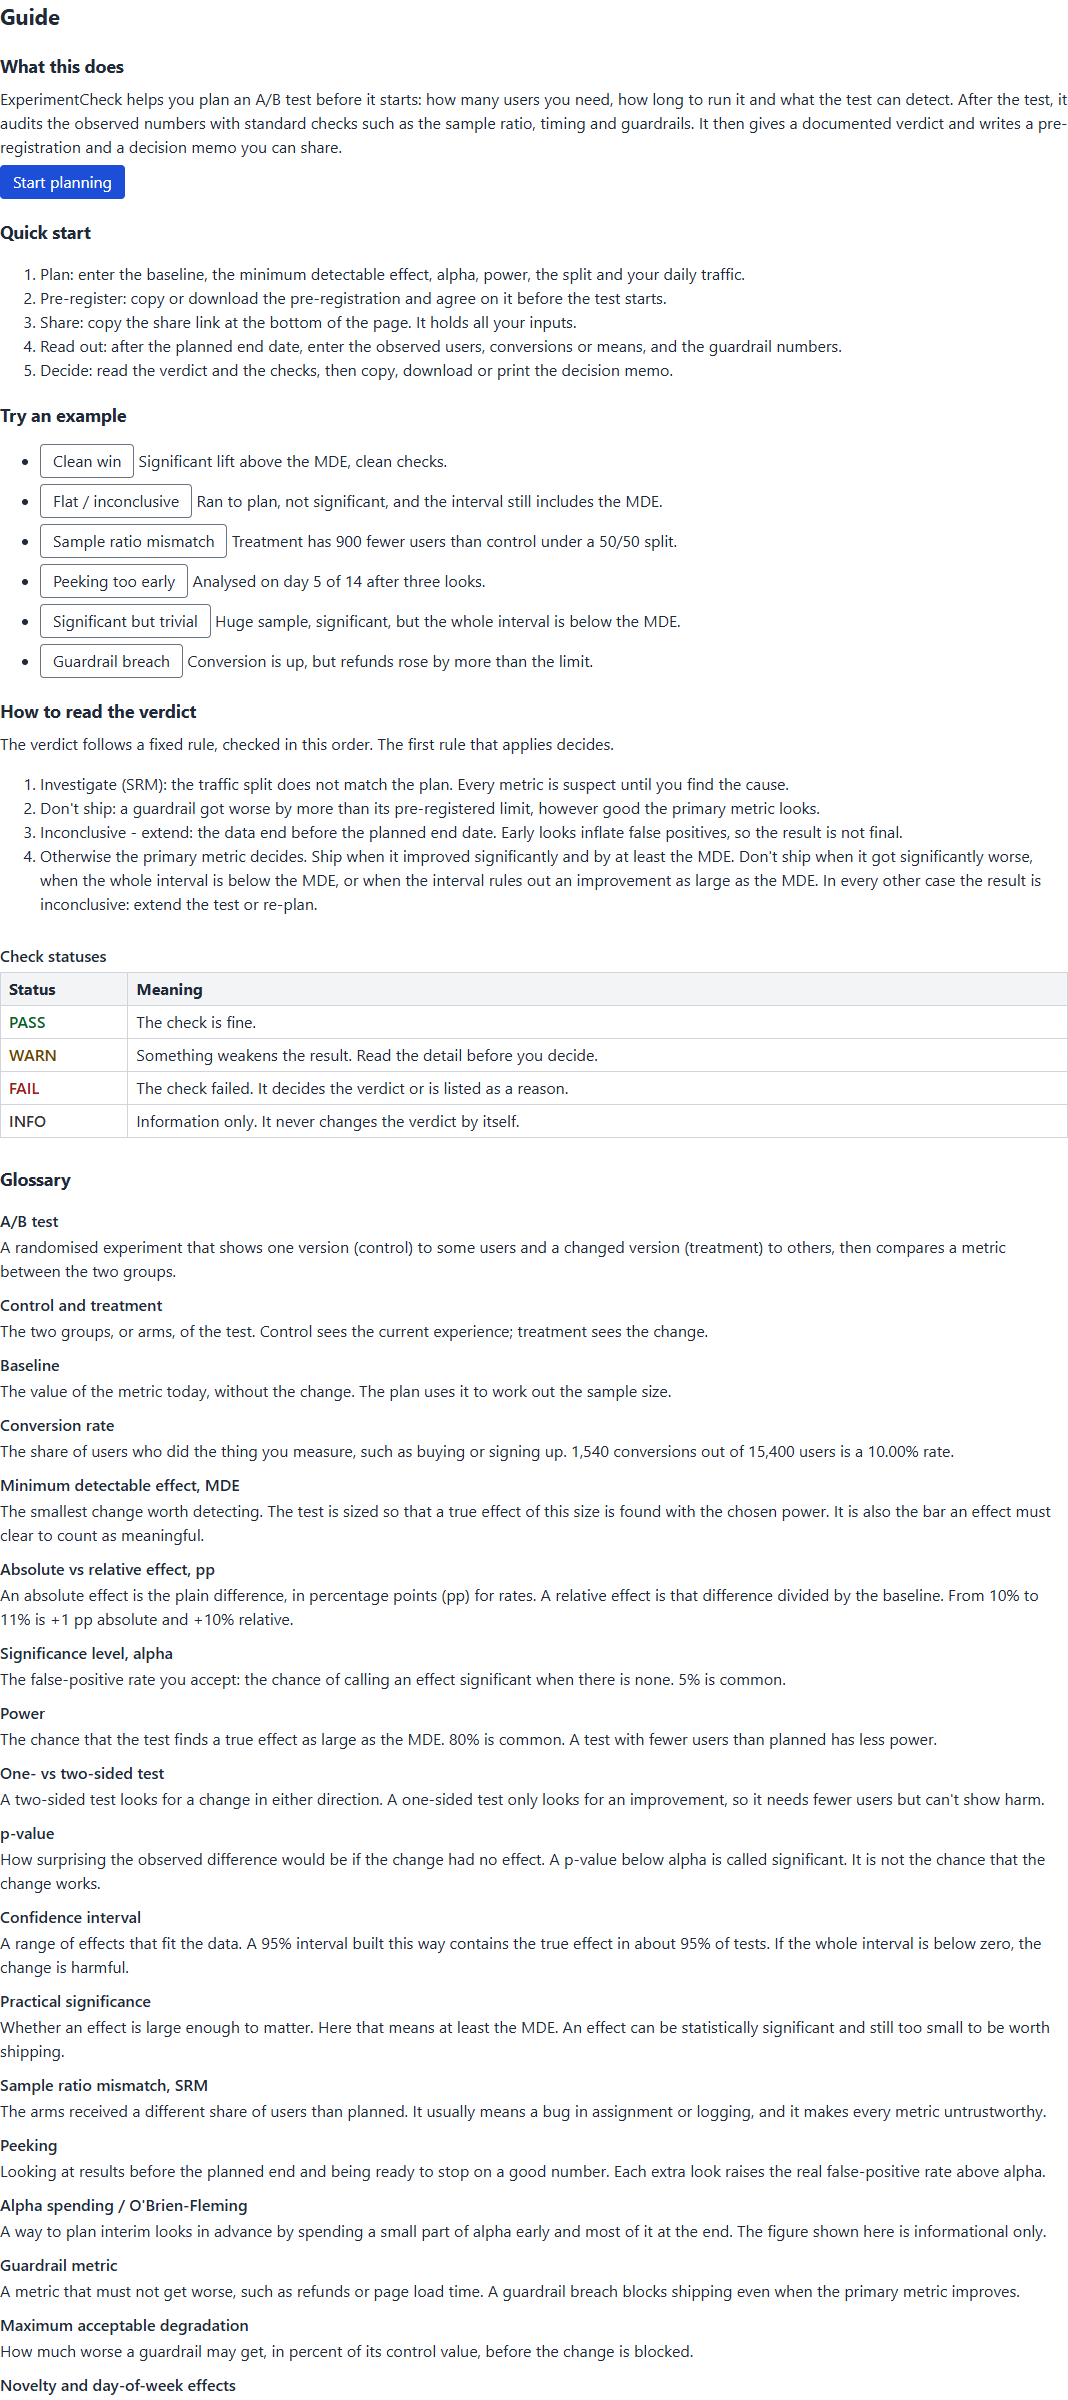 Guide
What this does
ExperimentCheck helps you plan an A/B test before it starts: how many users you need, how long to run it and what the test can detect. After the test, it
audits the observed numbers with standard checks such as the sample ratio, timing and guardrails. It then gives a documented verdict and writes a pre-
registration and a decision memo you can share.
Start planning
Quick start
1. Plan: enter the baseline, the minimum detectable effect, alpha, power, the split and your daily traffic.
2. Pre-register: copy or download the pre-registration and agree on it before the test starts.
3. Share: copy the share link at the bottom of the page. It holds all your inputs.
4. Read out: after the planned end date, enter the observed users, conversions or means, and the guardrail numbers.
5. Decide: read the verdict and the checks, then copy, download or print the decision memo.
Try an example
• Clean win Significant lift above the MDE, clean checks.
• Flat / inconclusive Ran to plan, not significant, and the interval still includes the MDE.
• Sample ratio mismatch Treatment has 900 fewer users than control under a 50/50 split.
• Peeking too early Analysed on day 5 of 14 after three looks.
• Significant but trivial Huge sample, significant, but the whole interval is below the MDE.
• Guardrail breach Conversion is up, but refunds rose by more than the limit.
How to read the verdict
The verdict follows a fixed rule, checked in this order. The first rule that applies decides.
1. Investigate (SRM): the traffic split does not match the plan. Every metric is suspect until you find the cause.
2. Don't ship: a guardrail got worse by more than its pre-registered limit, however good the primary metric looks.
3. Inconclusive - extend: the data end before the planned end date. Early looks inflate false positives, so the result is not final.
4. Otherwise the primary metric decides. Ship when it improved significantly and by at least the MDE. Don't ship when it got significantly worse,
when the whole interval is below the MDE, or when the interval rules out an improvement as large as the MDE. In every other case the result is
inconclusive: extend the test or re-plan.
Check statuses
Status Meaning
PASS The check is fine.
WARN Something weakens the result. Read the detail before you decide.
FAIL The check failed. It decides the verdict or is listed as a reason.
INFO Information only. It never changes the verdict by itself.
Glossary
A/B test
A randomised experiment that shows one version (control) to some users and a changed version (treatment) to others, then compares a metric
between the two groups.
Control and treatment
The two groups, or arms, of the test. Control sees the current experience; treatment sees the change.
Baseline
The value of the metric today, without the change. The plan uses it to work out the sample size.
Conversion rate
The share of users who did the thing you measure, such as buying or signing up. 1,540 conversions out of 15,400 users is a 10.00% rate.
Minimum detectable effect, MDE
The smallest change worth detecting. The test is sized so that a true effect of this size is found with the chosen power. It is also the bar an effect must
clear to count as meaningful.
Absolute vs relative effect, pp
An absolute effect is the plain difference, in percentage points (pp) for rates. A relative effect is that difference divided by the baseline. From 10% to
11% is +1 pp absolute and +10% relative.
Significance level, alpha
The false-positive rate you accept: the chance of calling an effect significant when there is none. 5% is common.
Power
The chance that the test finds a true effect as large as the MDE. 80% is common. A test with fewer users than planned has less power.
One- vs two-sided test
A two-sided test looks for a change in either direction. A one-sided test only looks for an improvement, so it needs fewer users but can't show harm.
p-value
How surprising the observed difference would be if the change had no effect. A p-value below alpha is called significant. It is not the chance that the
change works.
Confidence interval
A range of effects that fit the data. A 95% interval built this way contains the true effect in about 95% of tests. If the whole interval is below zero, the
change is harmful.
Practical significance
Whether an effect is large enough to matter. Here that means at least the MDE. An effect can be statistically significant and still too small to be worth
shipping.
Sample ratio mismatch, SRM
The arms received a different share of users than planned. It usually means a bug in assignment or logging, and it makes every metric untrustworthy.
Peeking
Looking at results before the planned end and being ready to stop on a good number. Each extra look raises the real false-positive rate above alpha.
Alpha spending / O'Brien-Fleming
A way to plan interim looks in advance by spending a small part of alpha early and most of it at the end. The figure shown here is informational only.
Guardrail metric
A metric that must not get worse, such as refunds or page load time. A guardrail breach blocks shipping even when the primary metric improves.
Maximum acceptable degradation
How much worse a guardrail may get, in percent of its control value, before the change is blocked.
Novelty and day-of-week effects